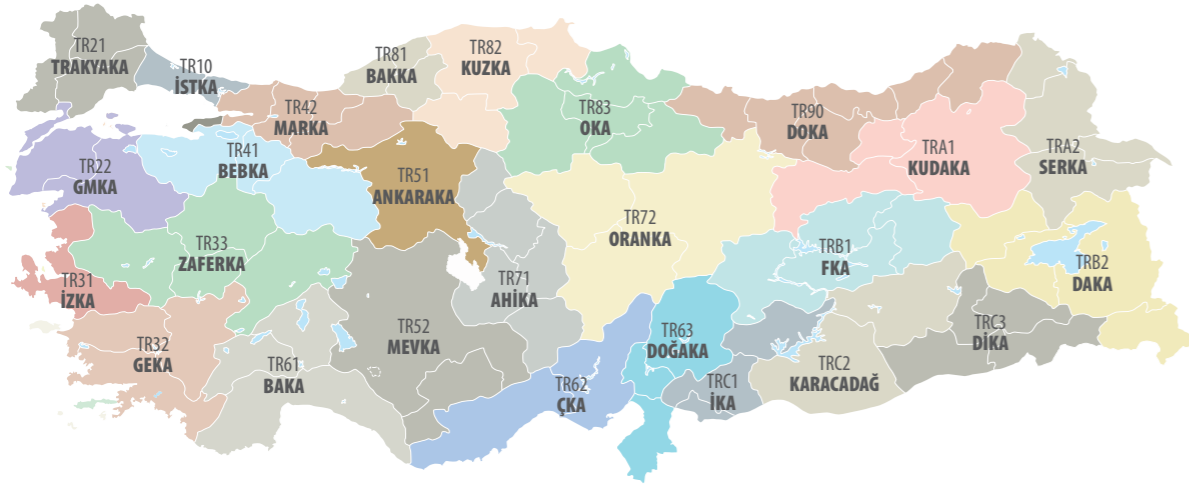 TR21
TRAKYAKA
TR10
İSTKA
TR81
BAKKA
TR82
KUZKA
TR42
MARKA
TR83
OKA
TR90
DOKA
TR41
BEBKA
TRA1
KUDAKA
TRA2
SERKA
TR22
GMKA
TR51
ANKARAKA
TR72
ORANKA
TR33
ZAFERKA
TRB1
FKA
TRB2
DAKA
TR31
İZKA
TR71
AHİKA
TR52
MEVKA
TR63
DOĞAKA
TRC3
DİKA
TR32
GEKA
TR61
BAKA
TRC2
KARACADAĞ
TR62
ÇKA
TRC1
İKA